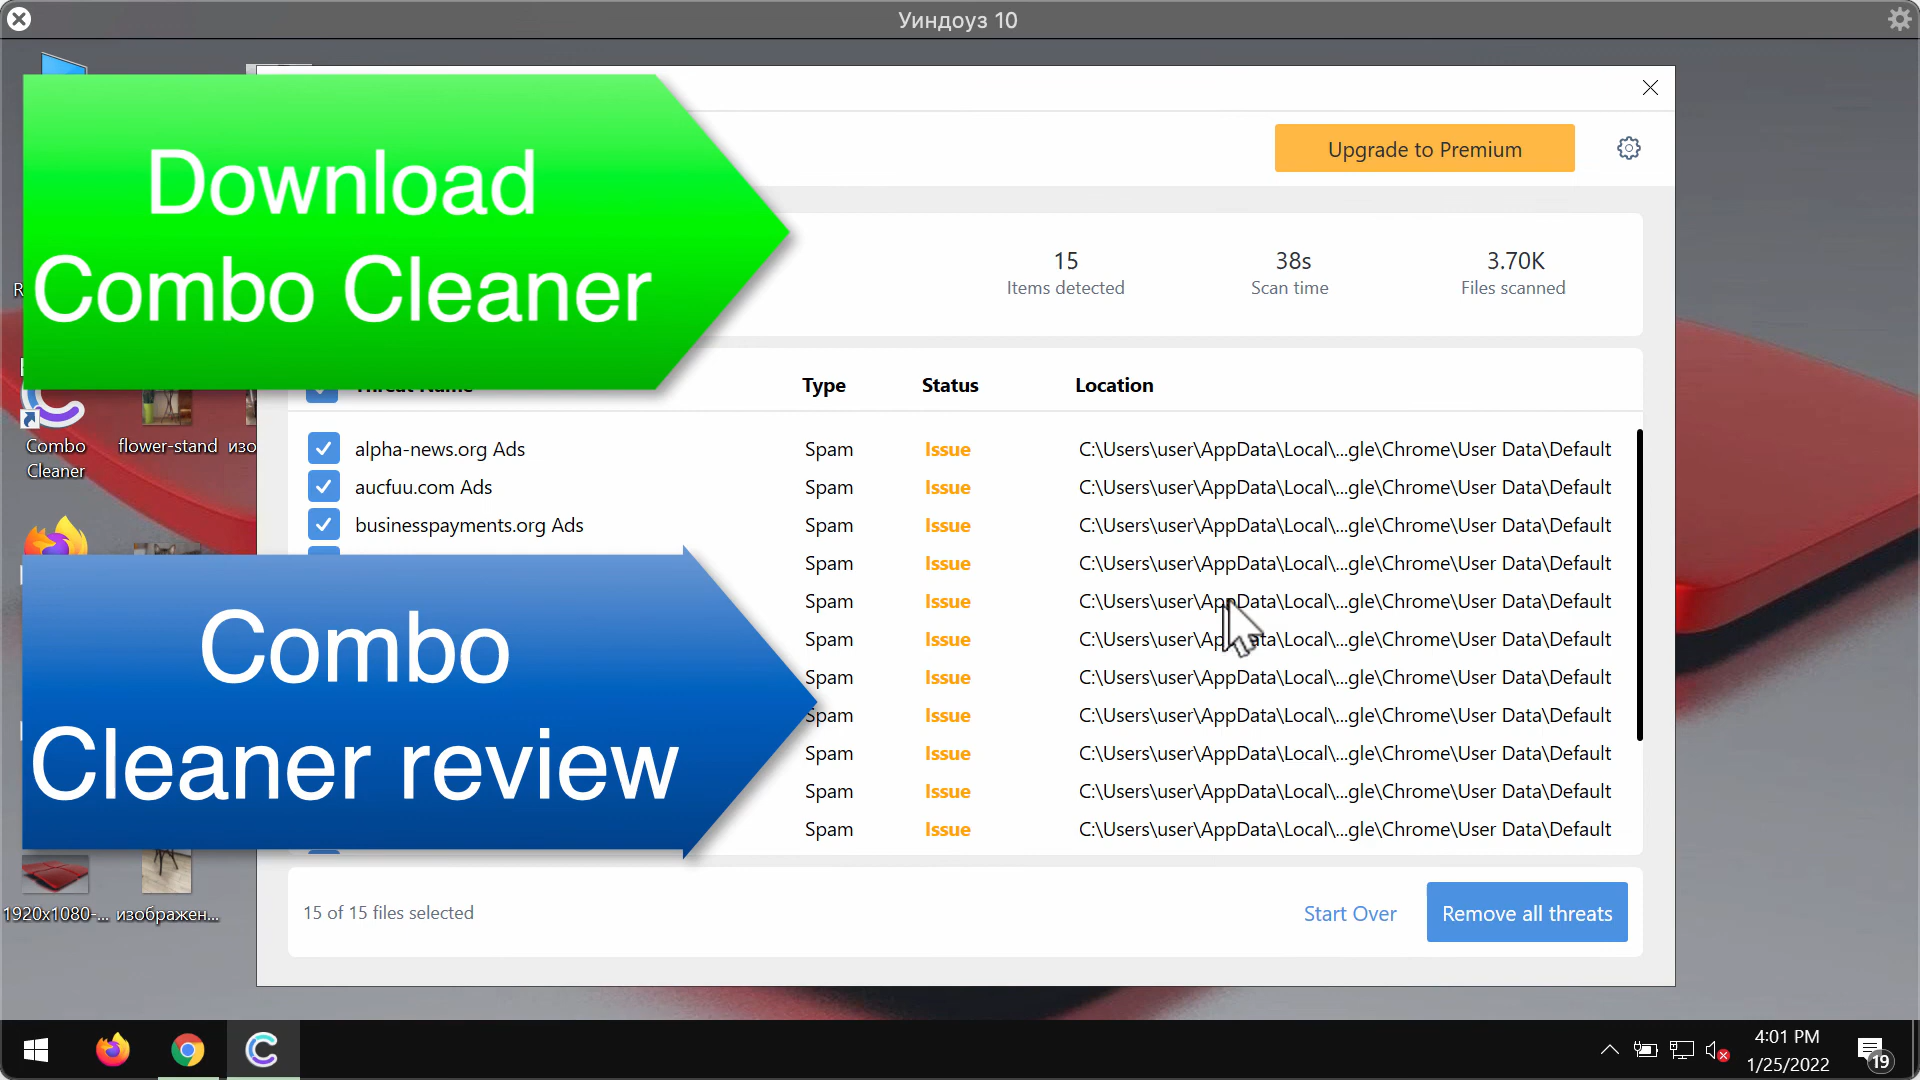 Уиндоуз 10
Download
Combo Cleaner
Upgrade to Premium
15
Items detected
38s
Scan time
3.70K
Files scanned
Type
Status
Location
alpha-news.org Ads
Spam
Issue
C:\Users\user\AppData\Local\...gle\Chrome\User Data\Default
aucfuu.com Ads
Spam
Issue
C:\Users\user\AppData\Local\...gle\Chrome\User Data\Default
businesspayments.org Ads
Spam
Issue
C:\Users\user\AppData\Local\...gle\Chrome\User Data\Default
Spam
Issue
C:\Users\user\AppData\Local\...gle\Chrome\User Data\Default
Spam
Issue
C:\Users\user\AppData\Local\...gle\Chrome\User Data\Default
Spam
Issue
C:\Users\user\AppData\Local\...gle\Chrome\User Data\Default
Spam
Issue
C:\Users\user\AppData\Local\...gle\Chrome\User Data\Default
Spam
Issue
C:\Users\user\AppData\Local\...gle\Chrome\User Data\Default
Spam
Issue
C:\Users\user\AppData\Local\...gle\Chrome\User Data\Default
Spam
Issue
C:\Users\user\AppData\Local\...gle\Chrome\User Data\Default
Spam
Issue
C:\Users\user\AppData\Local\...gle\Chrome\User Data\Default
Combo
Cleaner review
Combo
Cleaner
flower-stand
изо
1920x1080-...
изображен...
15 of 15 files selected
Start Over
Remove all threats
4:01 PM
1/25/2022
19